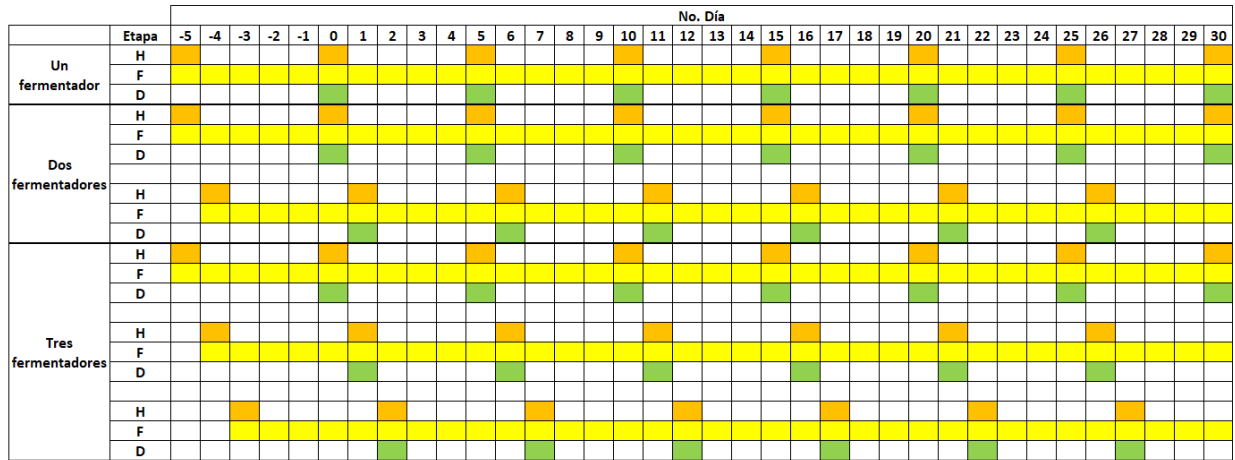 No. Día
Etapa -5 -4 -3 -2 -1 0 1 2 3 4 5 6 7 8 9 10 11 12 13 14 15 16 17 18 19 20 21 22 23 24 25 26 27 28 29 30
Un fermentador
H
F
D
Dos fermentadores
H
F
D
H
F
D
Tres fermentadores
H
F
D
H
F
D
H
F
D